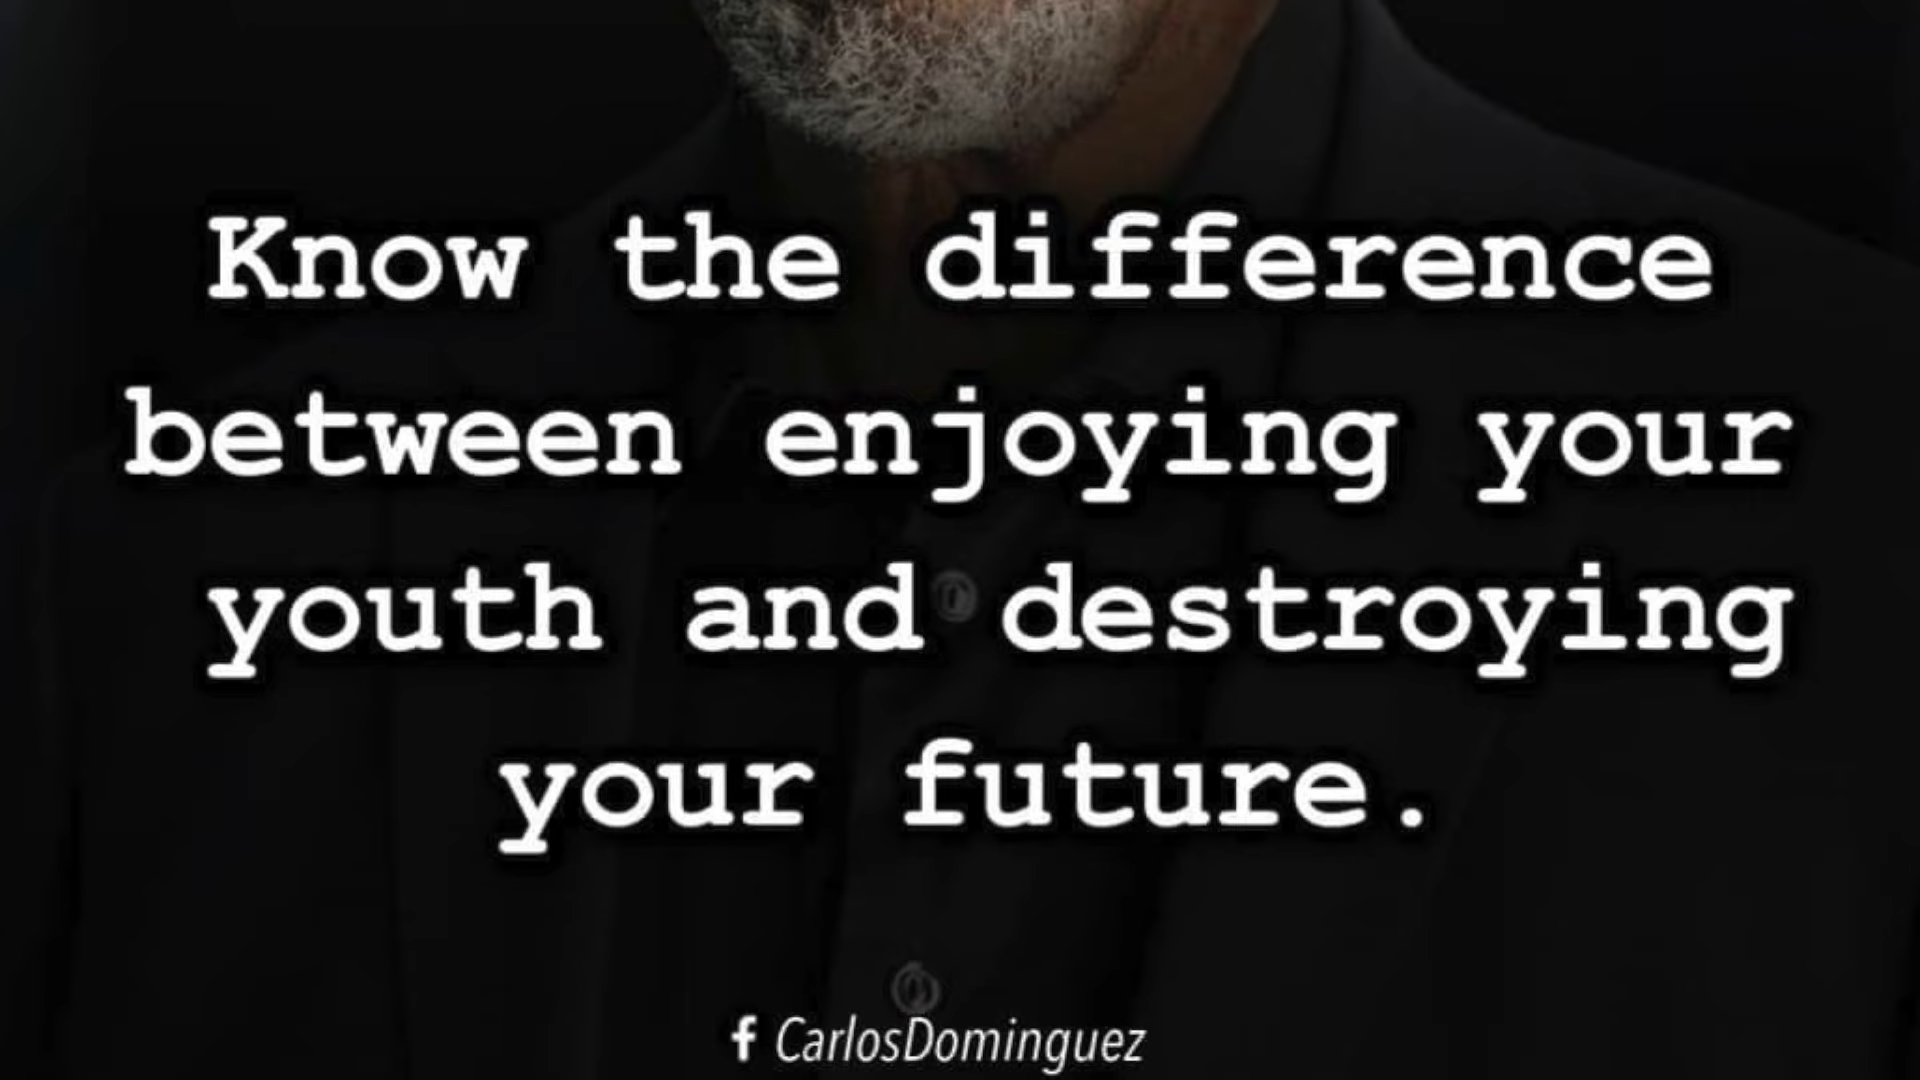 Know the difference
between enjoying your
youth and destroying
your future.
f CarlosDominguez